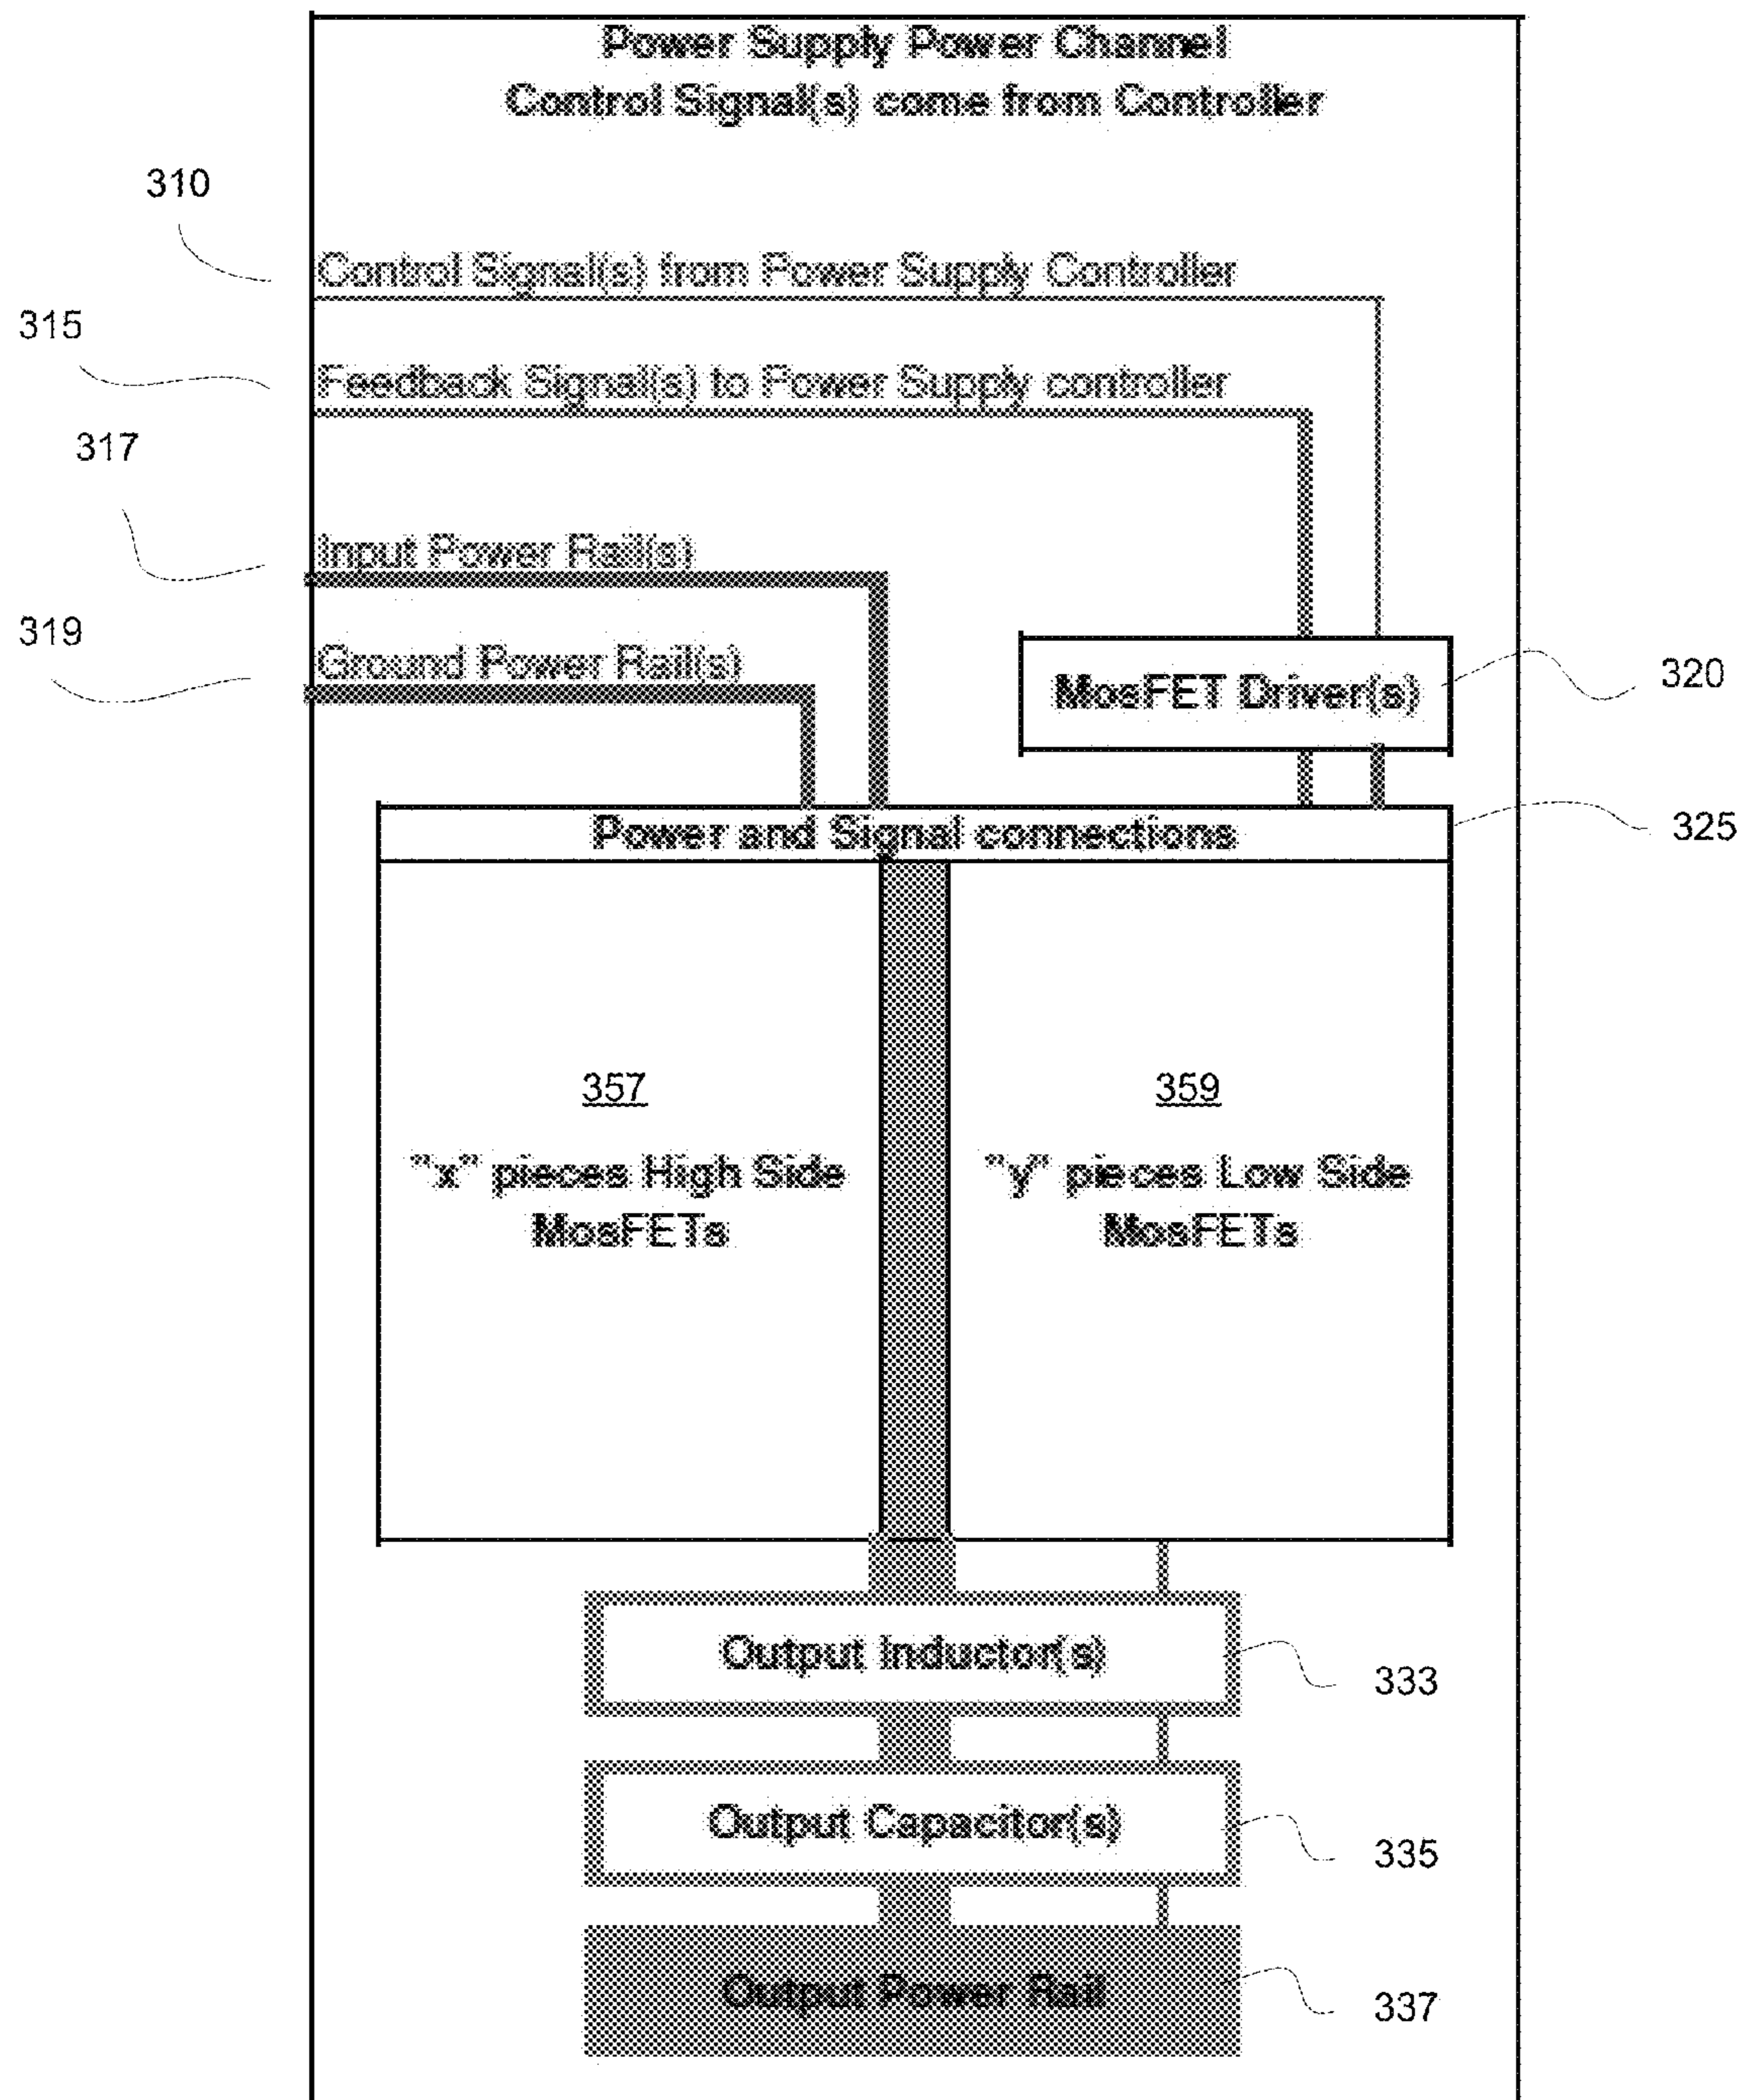 Power Supply Power Channel
Control Signal(s) come from Controller
310
Control Signal(s) from Power Supply Controller
315
Feedback Signal(s) to Power Supply controller
317
Input Power Rail(s)
319
Ground Power Rail(s)
MosFET Driver(s)
320
Power and Signal connections
325
357
"x" pieces High Side
MosFETs
359
"y" pieces Low Side
MosFETs
Output Inductor(s)
333
Output Capacitor(s)
335
Output Power Rail
337